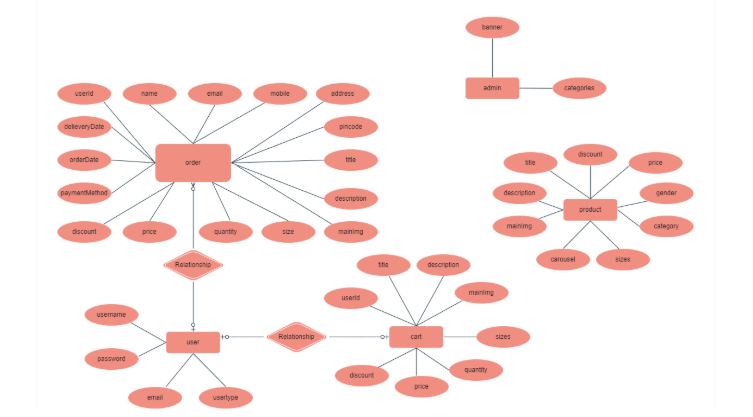 banner
admin
categories
userId
name
email
mobile
address
delieveryDate
pincode
orderDate
order
title
paymentMethod
description
discount
price
quantity
size
mainImg
title
discount
price
description
gender
product
mainImg
category
carousel
sizes
Relationship
title
description
userId
mainImg
username
user
Relationship
cart
sizes
password
discount
price
quantity
email
usertype